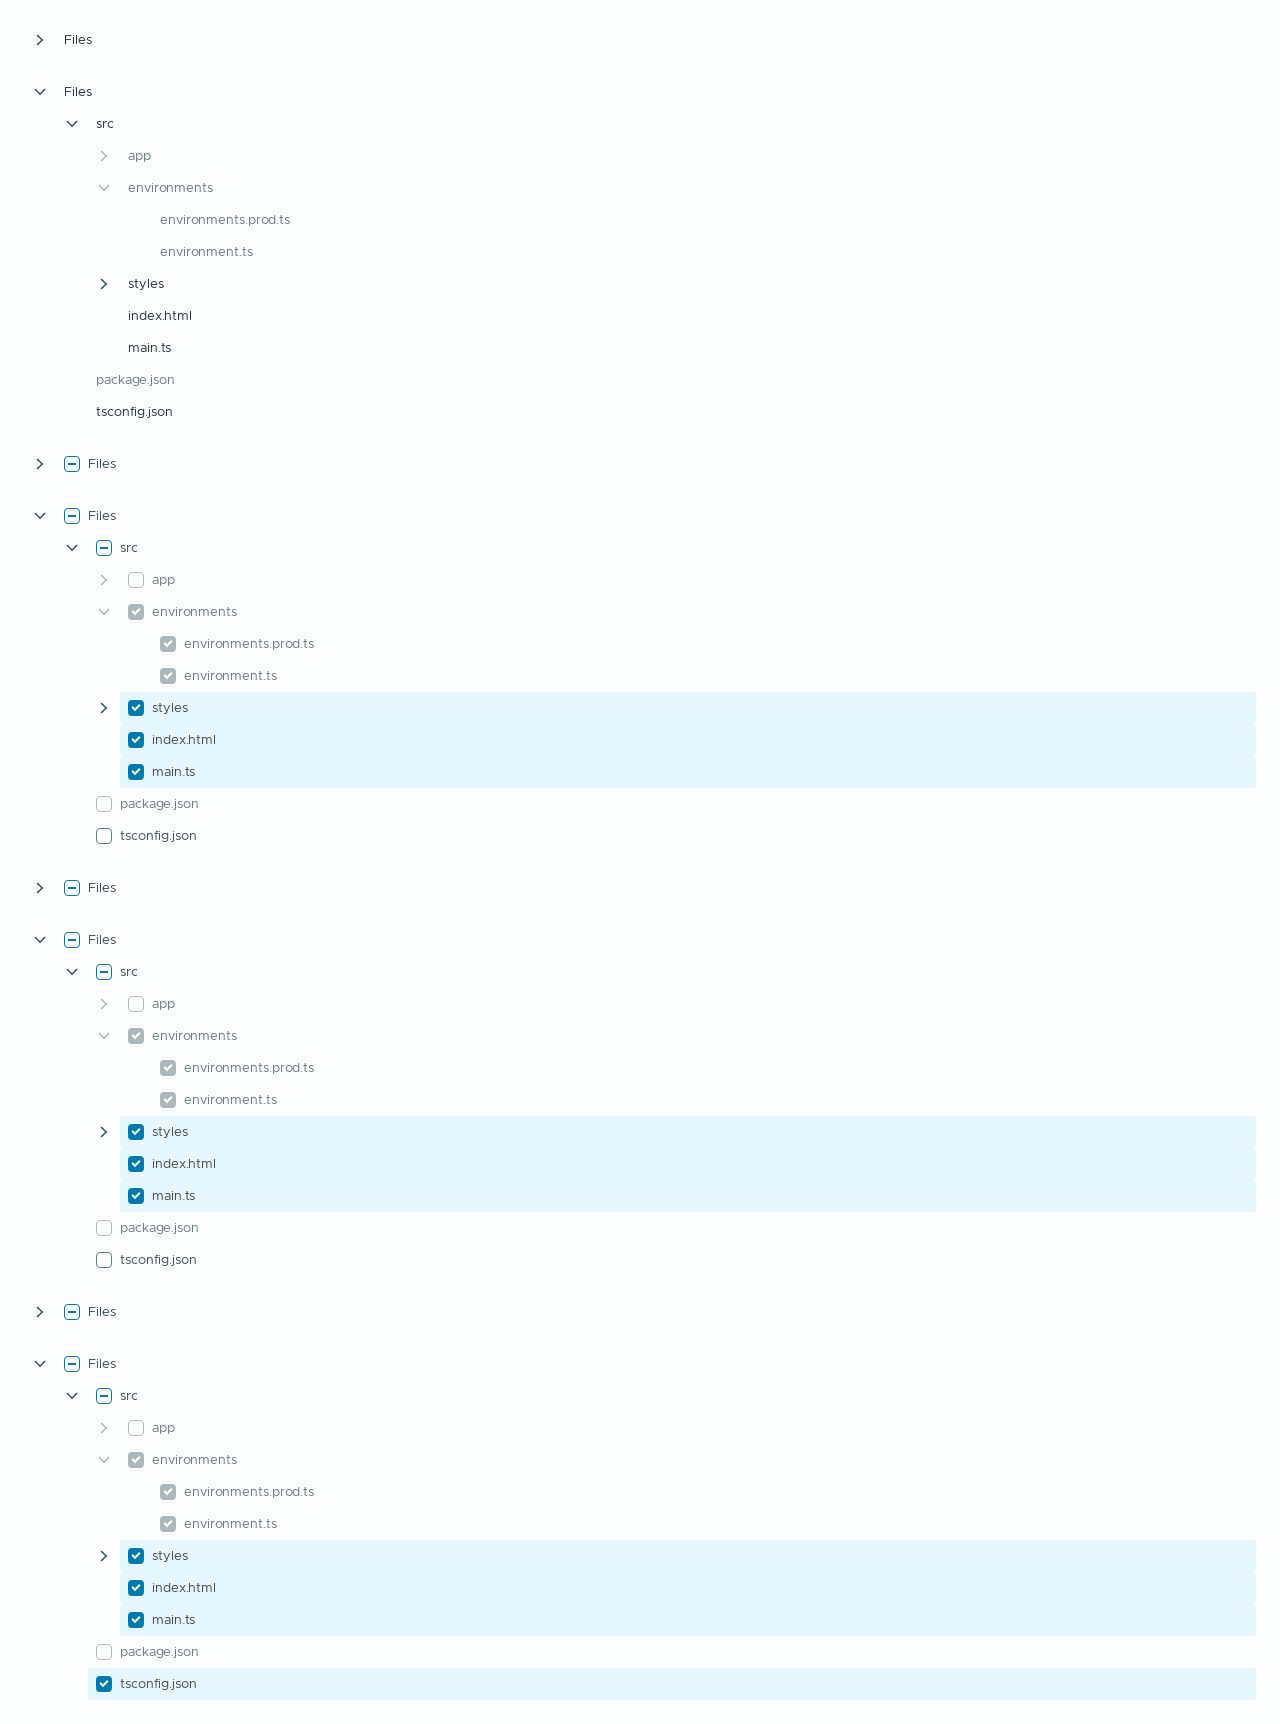 Files
Files
src
app
environments
environments.prod.ts
environment.ts
styles
index.html
main.ts
package.json
tsconfig.json
Files
Files
src
app
environments
environments.prod.ts
environment.ts
styles
index.html
main.ts
package.json
tsconfig.json
Files
Files
src
app
environments
environments.prod.ts
environment.ts
styles
index.html
main.ts
package.json
tsconfig.json
Files
Files
src
app
environments
environments.prod.ts
environment.ts
styles
index.html
main.ts
package.json
tsconfig.json